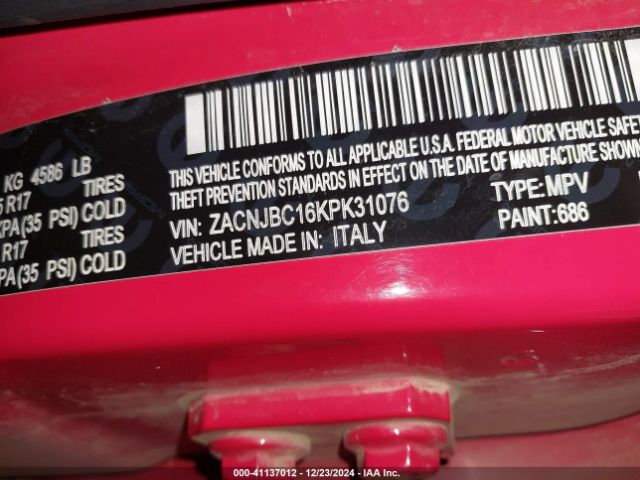 KG 4586 LB
5 R17 TIRES
KPA(35 PSI) COLD
R17 TIRES
PA(35 PSI) COLD
THIS VEHICLE CONFORMS TO ALL APPLICABLE U.S.A. FEDERAL MOTOR VEHICLE SAFETY
THEFT PREVENTION STANDARDS IN EFFECT ON THE DATE OF MANUFACTURE SHOWN
VIN: ZACNJBC16KPK31076 TYPE: MPV
VEHICLE MADE IN: ITALY PAINT: 686
000-41137012 - 12/23/2024 - IAA Inc.